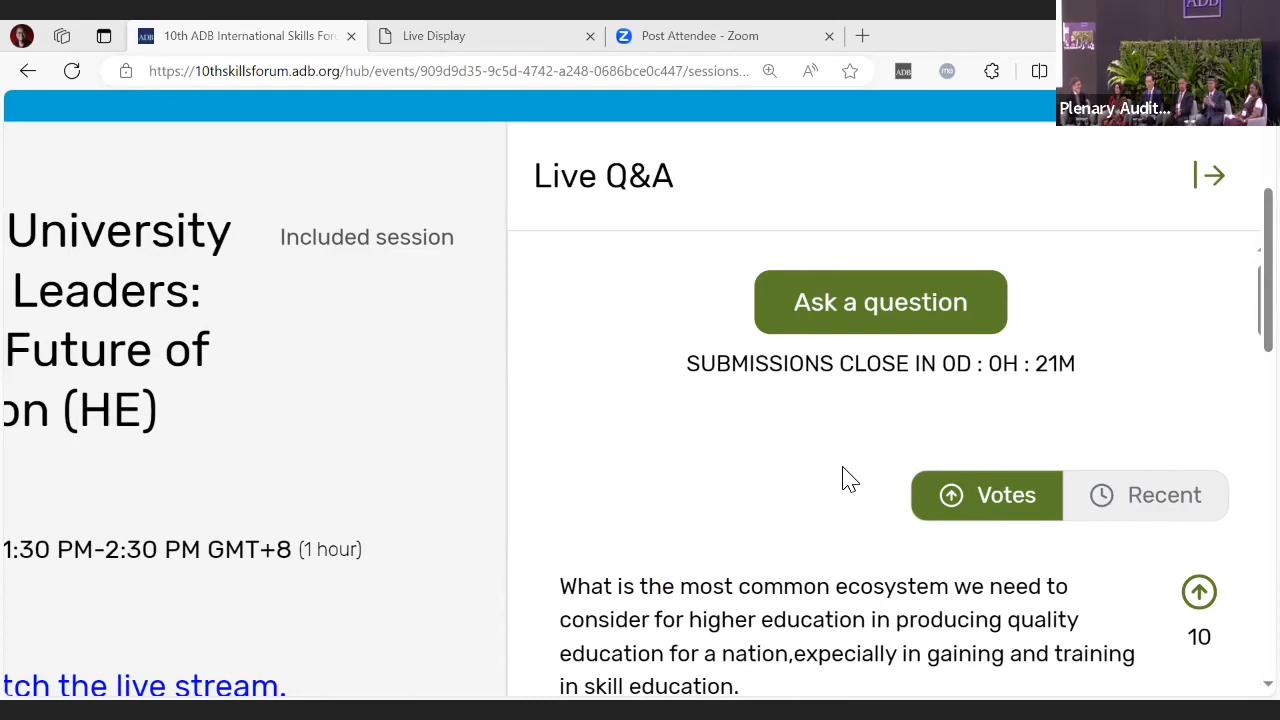 ADB
10th ADB International Skills For
Live Display
Post Attendee - Zoom
https://10thskillsforum.adb.org/hub/events/909d9d35-9c5d-4742-a248-0686bce0c447/sessions...
ADB
Plenary Audit...
Live Q&A
University
Leaders:
Future of
on (HE)
Included session
Ask a question
SUBMISSIONS CLOSE IN 0D : 0H : 21M
Votes
Recent
1:30 PM-2:30 PM GMT+8 (1 hour)
What is the most common ecosystem we need to
consider for higher education in producing quality
education for a nation,expecially in gaining and training
in skill education.
10
tch the live stream.